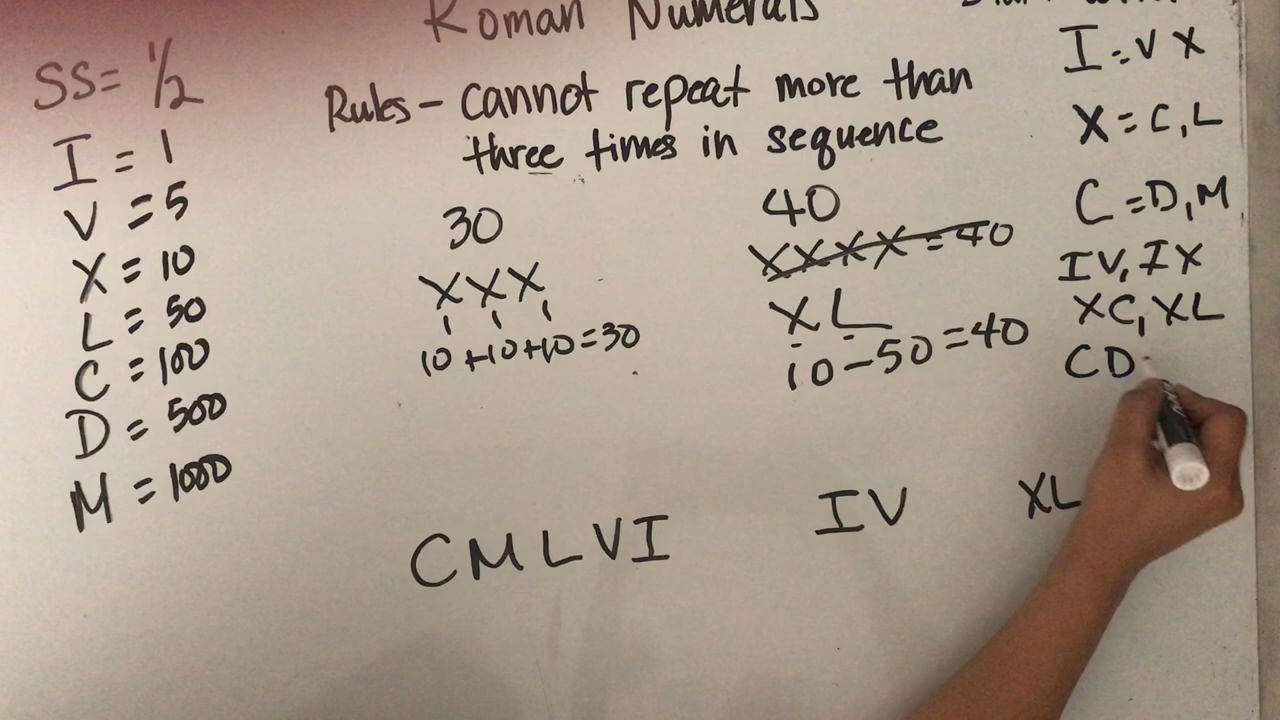 Roman Numerals
SS = 1/2
I = 1
V = 5
X = 10
L = 50
C = 100
D = 500
M = 1000
Rules - cannot repeat more than
three times in sequence
30
XXX
10 + 10 + 10 = 30
40
XXXX = 40
XL
10 - 50 = 40
I = V X
X = C, L
C = D, M
IV, IX
XC, XL
CD
CMLVI
IV
XL